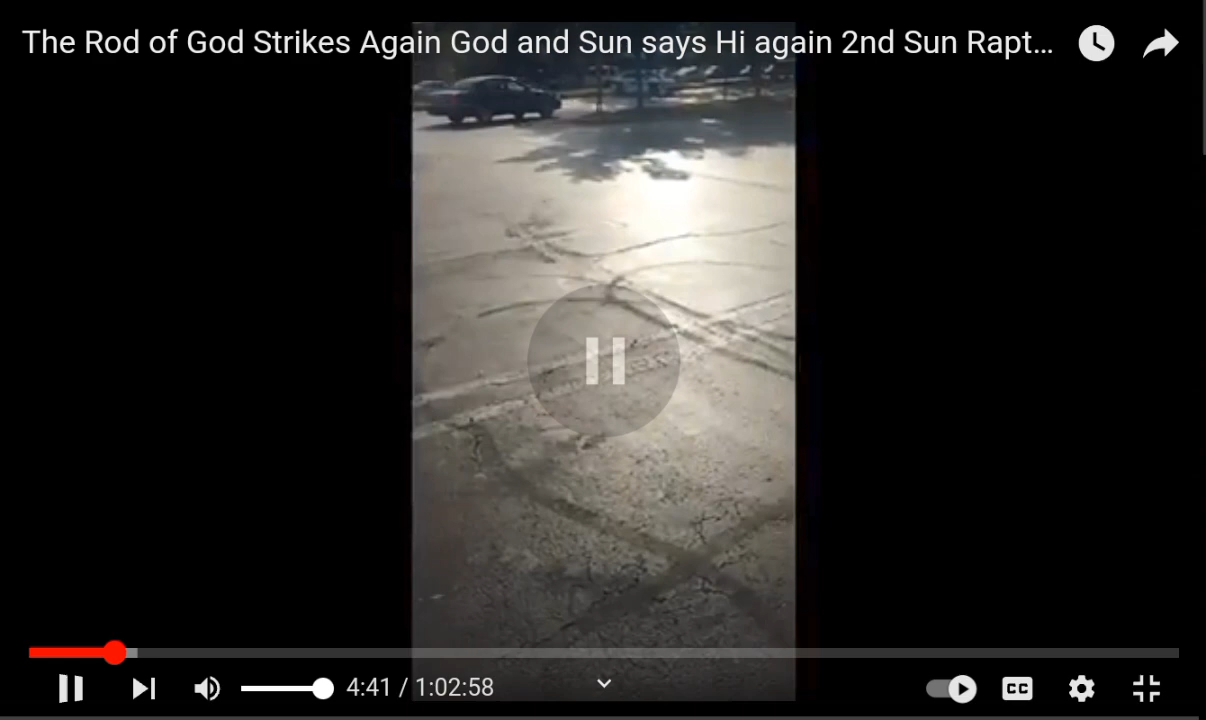 The Rod of God Strikes Again God and Sun says Hi again 2nd Sun Rapt...
4:41 / 1:02:58
CC